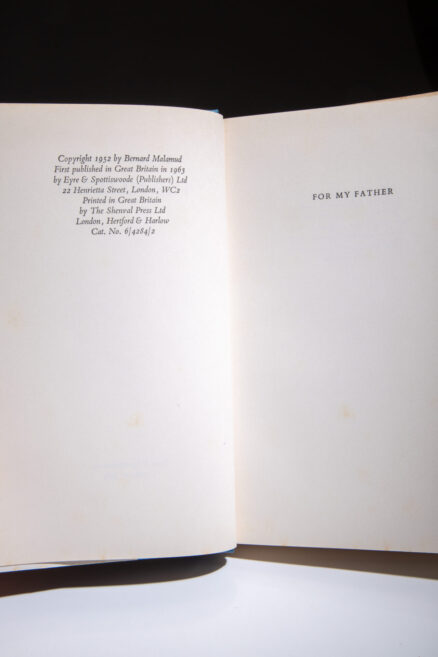 Copyright 1952 by Bernard Malamud
First published in Great Britain in 1963
by Eyre & Spottiswoode (Publishers) Ltd
22 Henrietta Street, London, WC2
Printed in Great Britain
by The Shenval Press Ltd
London, Hertford & Harlow
Cat. No. 6/4284/2
FOR MY FATHER